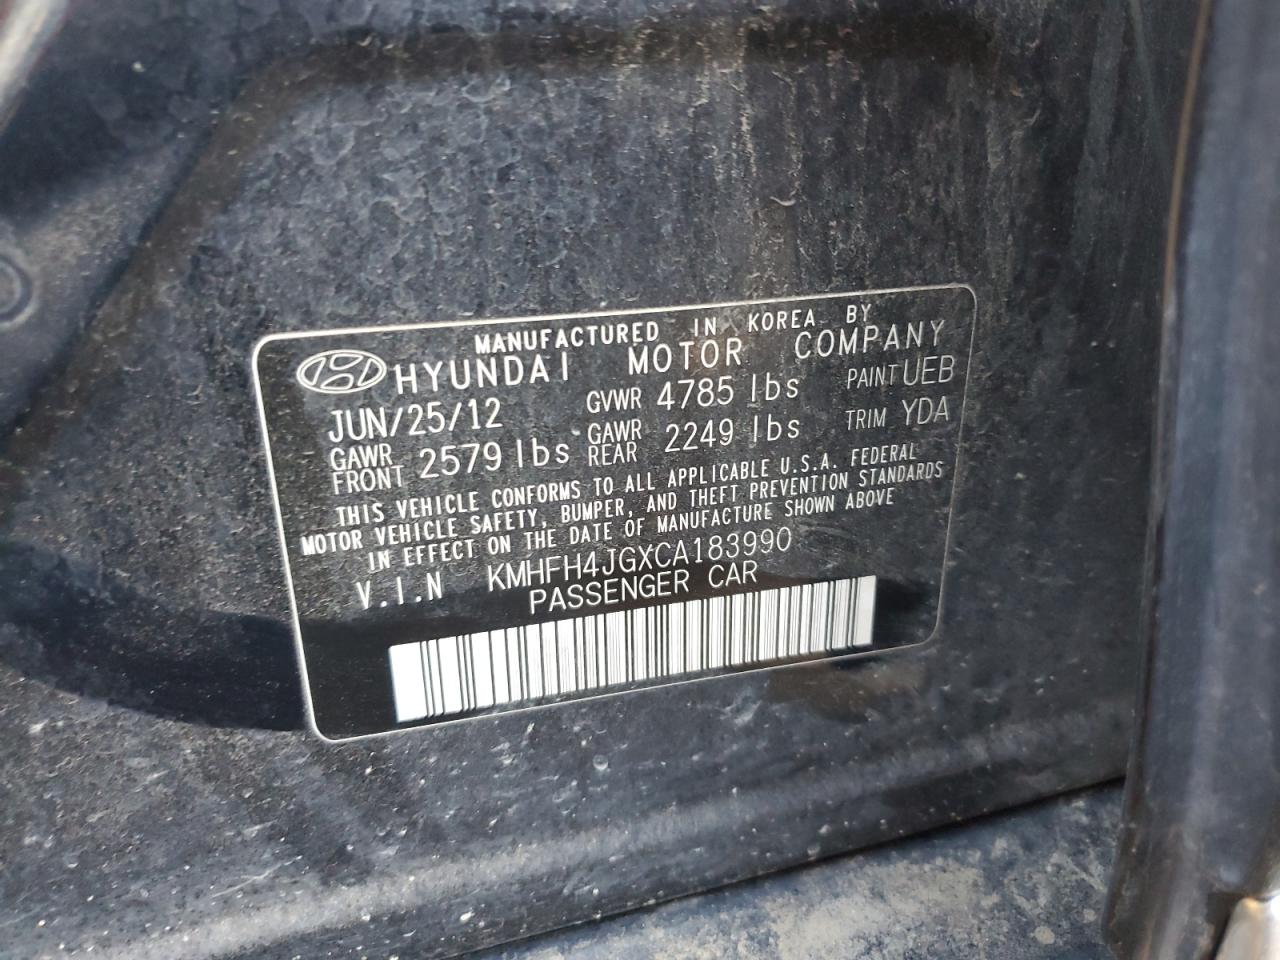 MANUFACTURED IN KOREA BY
HYUNDAI MOTOR COMPANY
JUN/25/12 GVWR 4785 lbs PAINT UEB
GAWR FRONT 2579 lbs GAWR REAR 2249 lbs TRIM YDA
THIS VEHICLE CONFORMS TO ALL APPLICABLE U.S.A. FEDERAL
MOTOR VEHICLE SAFETY, BUMPER, AND THEFT PREVENTION STANDARDS
IN EFFECT ON THE DATE OF MANUFACTURE SHOWN ABOVE
V.I.N KMHFH4JGXCA183990
PASSENGER CAR